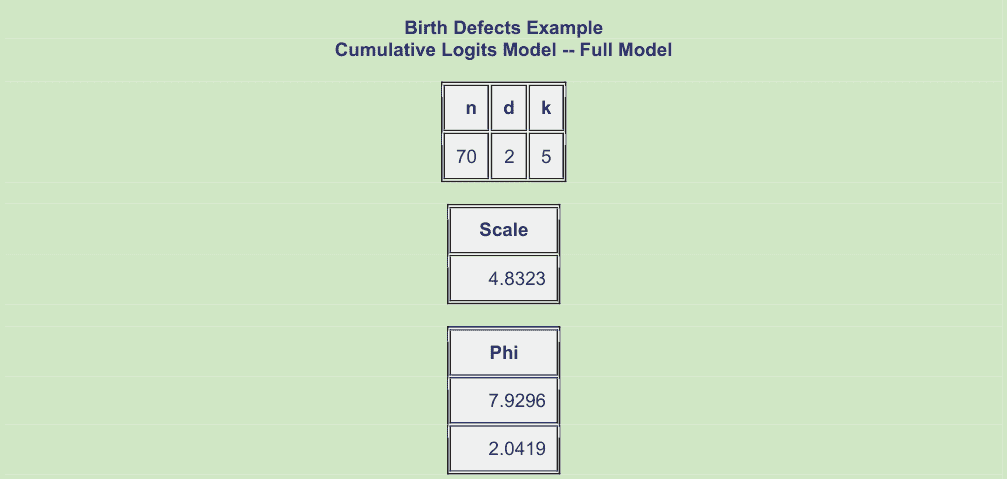 Birth Defects Example
Cumulative Logits Model -- Full Model
n d k
70 2 5
Scale
4.8323
Phi
7.9296
2.0419